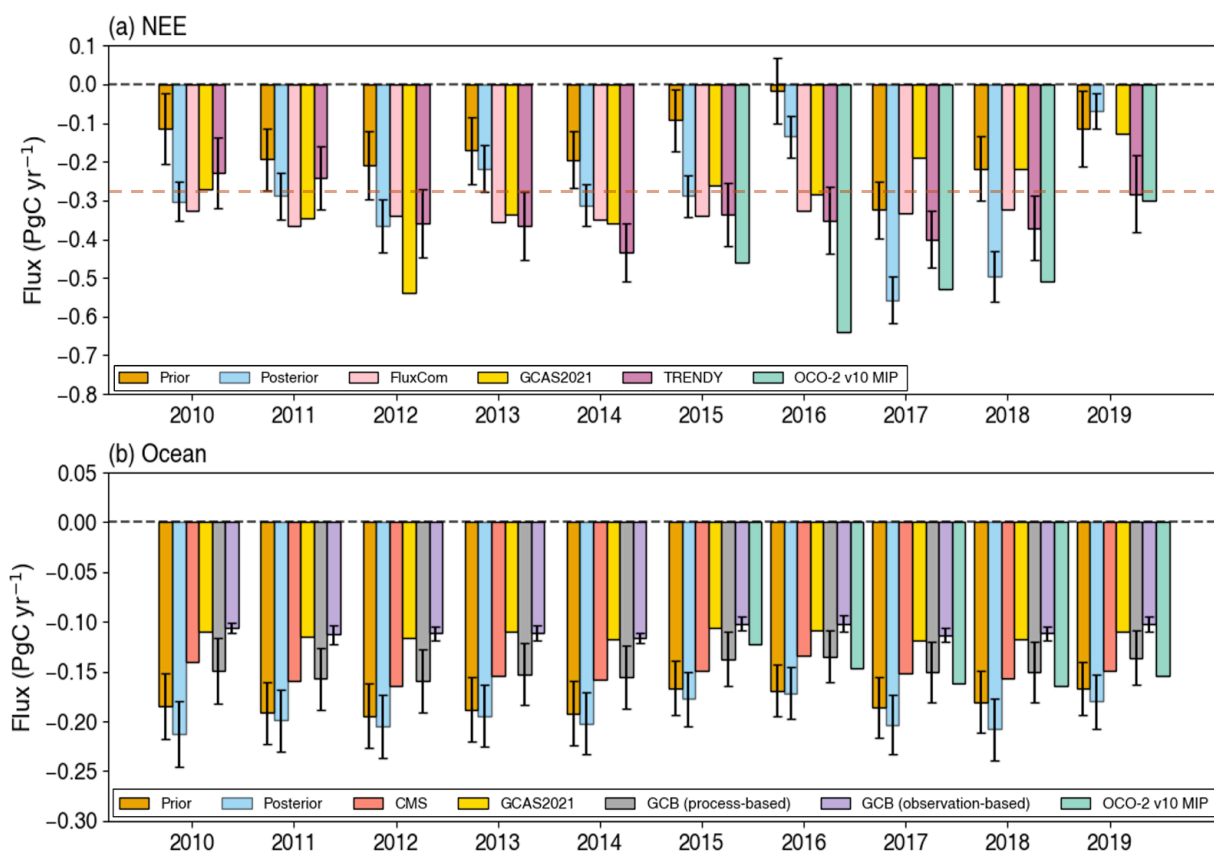 (a) NEE
0.1
0.0
−0.1
−0.2
−0.3
−0.4
−0.5
−0.6
−0.7
−0.8
Flux (PgC yr⁻¹)
Prior Posterior FluxCom GCAS2021 TRENDY OCO-2 v10 MIP
2010 2011 2012 2013 2014 2015 2016 2017 2018 2019
(b) Ocean
0.05
0.00
−0.05
−0.10
−0.15
−0.20
−0.25
−0.30
Flux (PgC yr⁻¹)
Prior Posterior CMS GCAS2021 GCB (process-based) GCB (observation-based) OCO-2 v10 MIP
2010 2011 2012 2013 2014 2015 2016 2017 2018 2019